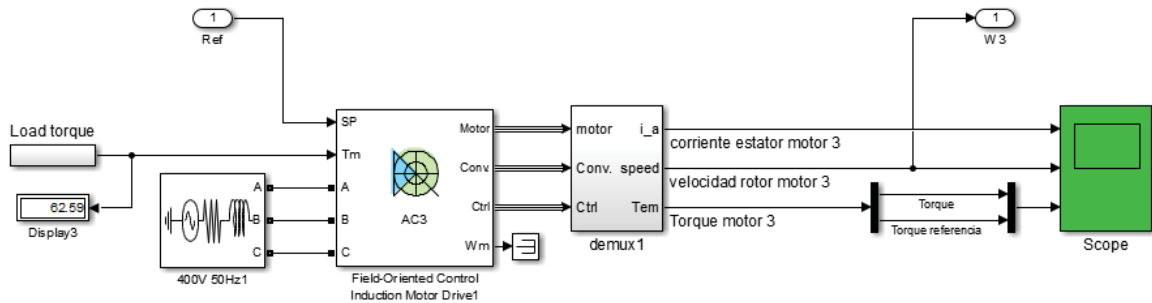 1
Ref
1
W3
Load torque
62.59
Display3
A
B
C
400V 50Hz1
SP
Tm
A
B
C
Motor
Conv.
Ctrl
Wm
AC3
Field-Oriented Control
Induction Motor Drive1
motor
Conv.
Ctrl
i_a
speed
Tem
demux1
corriente estator motor 3
velocidad rotor motor 3
Torque motor 3
Torque
Torque referencia
Scope